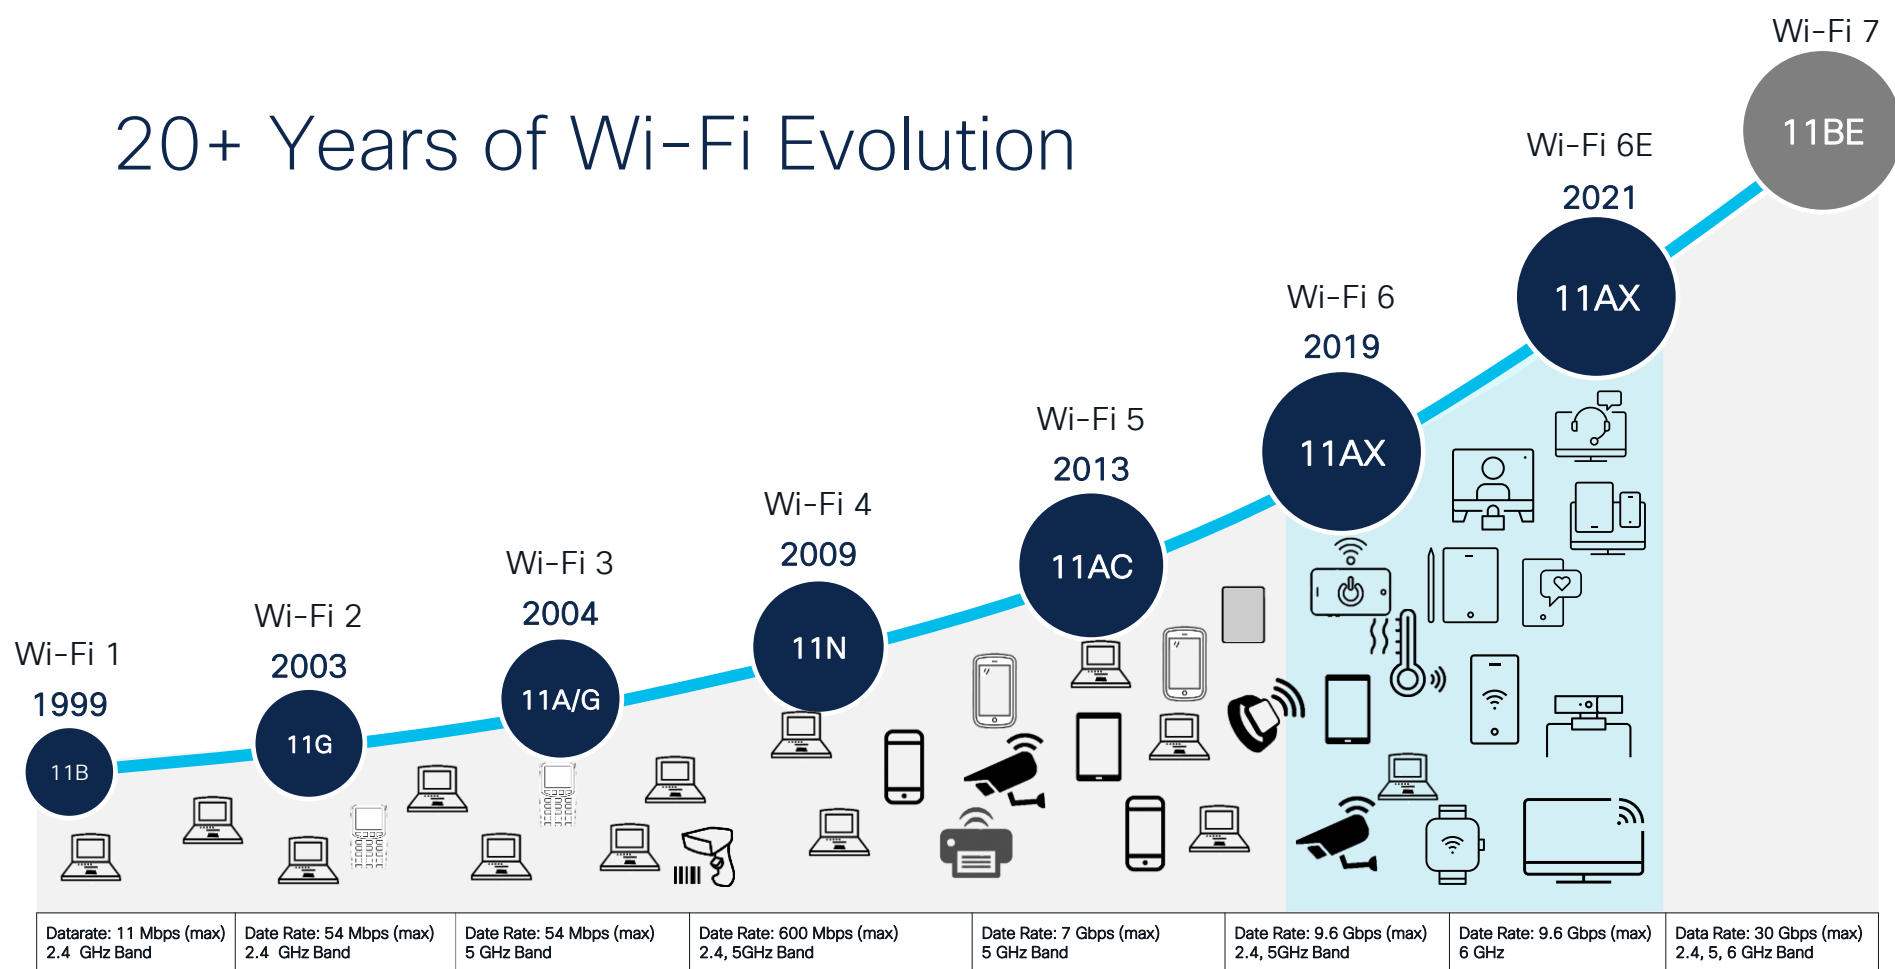 20+ Years of Wi-Fi Evolution
Wi-Fi 1
1999
11B
Wi-Fi 2
2003
11G
Wi-Fi 3
2004
11A/G
Wi-Fi 4
2009
11N
Wi-Fi 5
2013
11AC
Wi-Fi 6
2019
11AX
Wi-Fi 6E
2021
11AX
Wi-Fi 7
11BE
Datarate: 11 Mbps (max)
2.4 GHz Band
Date Rate: 54 Mbps (max)
2.4 GHz Band
Date Rate: 54 Mbps (max)
5 GHz Band
Date Rate: 600 Mbps (max)
2.4, 5GHz Band
Date Rate: 7 Gbps (max)
5 GHz Band
Date Rate: 9.6 Gbps (max)
2.4, 5GHz Band
Date Rate: 9.6 Gbps (max)
6 GHz
Data Rate: 30 Gbps (max)
2.4, 5, 6 GHz Band